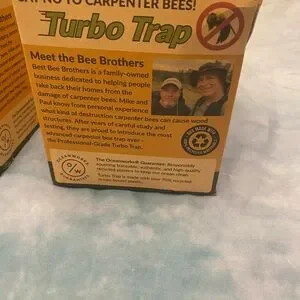 SAY NO TO CARPENTER BEES!
Turbo Trap
Meet the Bee Brothers
Best Bee Brothers is a family-owned
business dedicated to helping people
take back their homes from the
damage of carpenter bees. Mike and
Paul know from personal experience
what kind of destruction carpenter bees can cause wood
structures. After years of careful study and
testing, they are proud to introduce the most
advanced carpenter bee trap ever -
the Professional-Grade Turbo Trap.
OCEANWORKS
O/W
GUARANTEED
The Oceanworks® Guarantee: Responsibly
sourcing traceable, authentic, and high-quality
recycled plastics to keep our ocean clean
Turbo Trap is made with over 70% recycled
ocean-bound plastic.